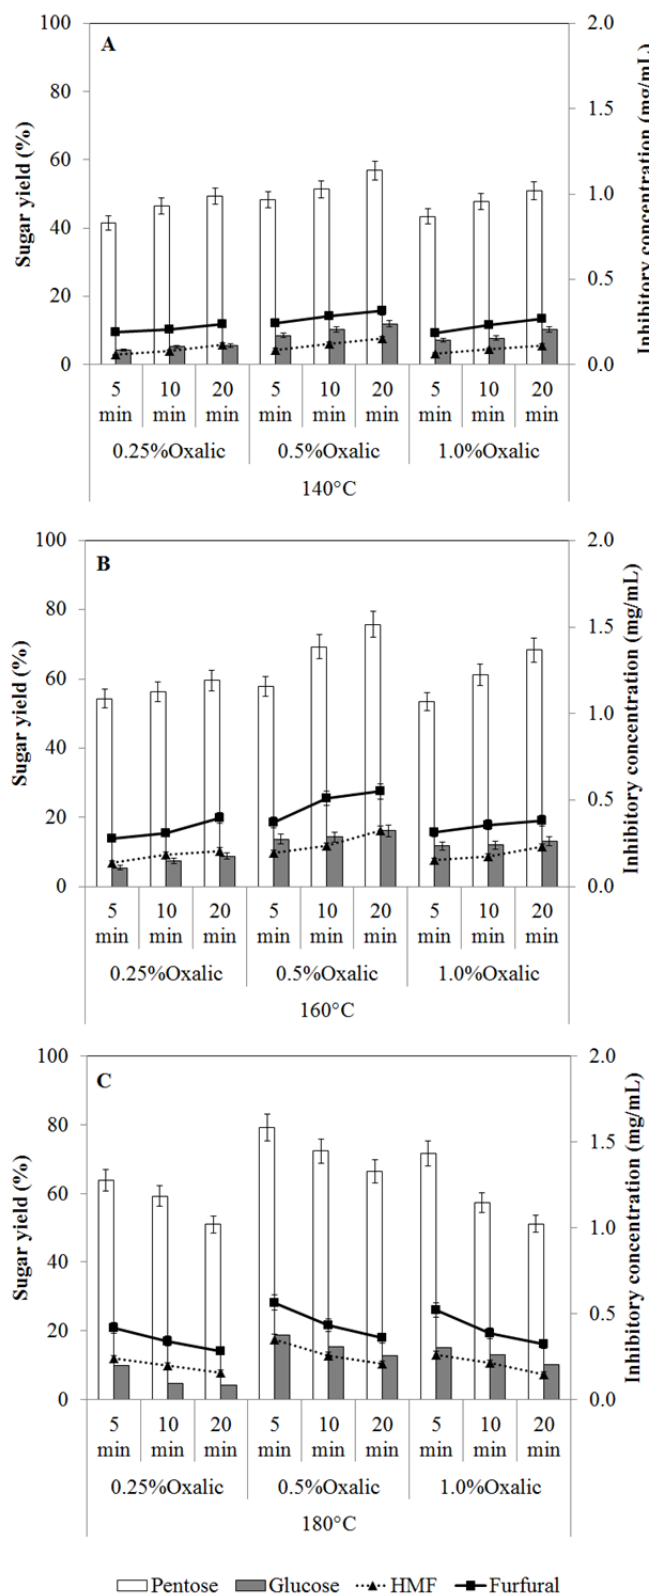 A
Sugar yield (%)
Inhibitory concentration (mg/mL)
100
80
60
40
20
0
2.0
1.5
1.0
0.5
0.0
5 min 10 min 20 min 5 min 10 min 20 min 5 min 10 min 20 min
0.25%Oxalic 0.5%Oxalic 1.0%Oxalic
140°C
B
Sugar yield (%)
Inhibitory concentration (mg/mL)
100
80
60
40
20
0
2.0
1.5
1.0
0.5
0.0
5 min 10 min 20 min 5 min 10 min 20 min 5 min 10 min 20 min
0.25%Oxalic 0.5%Oxalic 1.0%Oxalic
160°C
C
Sugar yield (%)
Inhibitory concentration (mg/mL)
100
80
60
40
20
0
2.0
1.5
1.0
0.5
0.0
5 min 10 min 20 min 5 min 10 min 20 min 5 min 10 min 20 min
0.25%Oxalic 0.5%Oxalic 1.0%Oxalic
180°C
Pentose Glucose HMF Furfural